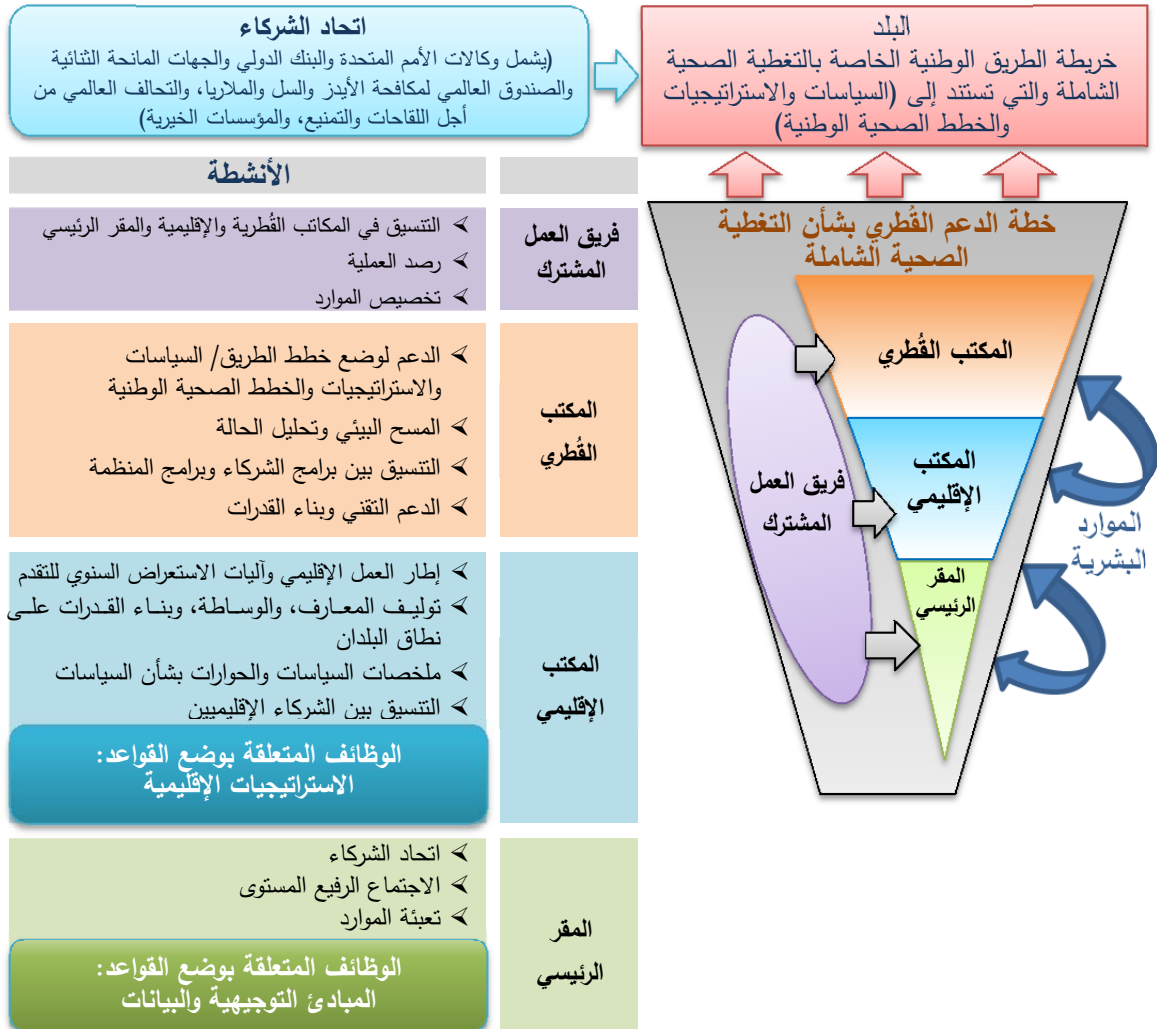 البلد
خريطة الطريق الوطنية الخاصة بالتغطية الصحية
الشاملة والتي تستند إلى (السياسات والاستراتيجيات
والخطط الصحية الوطنية)
اتحاد الشركاء
(يشمل وكالات الأمم المتحدة والبنك الدولي والجهات المانحة الثنائية
والصندوق العالمي لمكافحة الأيدز والسل والملاريا، والتحالف العالمي من
أجل اللقاحات والتمنيع، والمؤسسات الخيرية)
خطة الدعم القُطري بشأن التغطية
الصحية الشاملة
المكتب القُطري
المكتب
الإقليمي
المقر
الرئيسي
فريق العمل
المشترك
الموارد
البشرية
الأنشطة
فريق العمل
المشترك
التنسيق في المكاتب القُطرية والإقليمية والمقر الرئيسي
رصد العملية
تخصيص الموارد
المكتب
القُطري
الدعم لوضع خطط الطريق/ السياسات
والاستراتيجيات والخطط الصحية الوطنية
المسح البيئي وتحليل الحالة
التنسيق بين برامج الشركاء وبرامج المنظمة
الدعم التقني وبناء القدرات
المكتب
الإقليمي
إطار العمل الإقليمي وآليات الاستعراض السنوي للتقدم
توليف المعارف، والوساطة، وبناء القدرات على
نطاق البلدان
ملخصات السياسات والحوارات بشأن السياسات
التنسيق بين الشركاء الإقليميين
الوظائف المتعلقة بوضع القواعد:
الاستراتيجيات الإقليمية
المقر
الرئيسي
اتحاد الشركاء
الاجتماع الرفيع المستوى
تعبئة الموارد
الوظائف المتعلقة بوضع القواعد:
المبادئ التوجيهية والبيانات